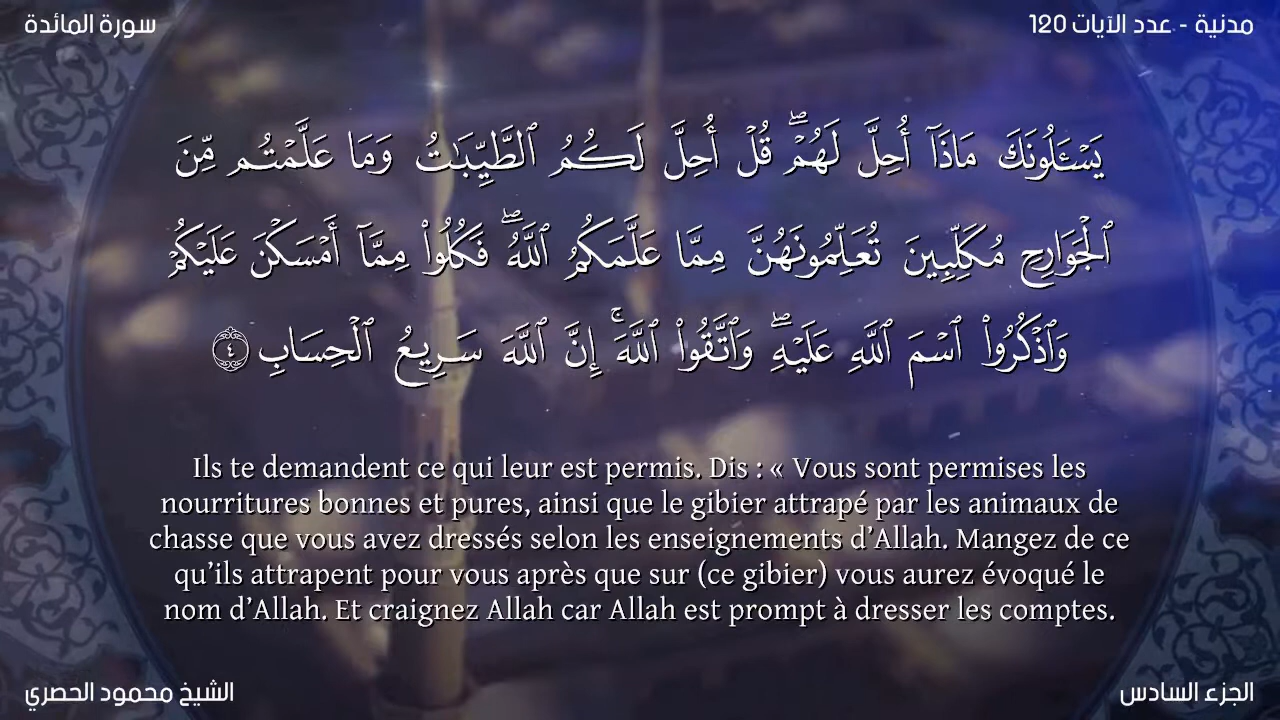 سورة المائدة
مدنية - عدد الآيات 120
يَسْـَٔلُونَكَ مَاذَآ أُحِلَّ لَهُمْ ۖ قُلْ أُحِلَّ لَكُمُ ٱلطَّيِّبَـٰتُ وَمَا عَلَّمْتُم مِّنَ
ٱلْجَوَارِحِ مُكَلِّبِينَ تُعَلِّمُونَهُنَّ مِمَّا عَلَّمَكُمُ ٱللَّهُ ۖ فَكُلُوا۟ مِمَّآ أَمْسَكْنَ عَلَيْكُمْ
وَٱذْكُرُوا۟ ٱسْمَ ٱللَّهِ عَلَيْهِ ۖ وَٱتَّقُوا۟ ٱللَّهَ ۚ إِنَّ ٱللَّهَ سَرِيعُ ٱلْحِسَابِ ٤
Ils te demandent ce qui leur est permis. Dis : « Vous sont permises les
nourritures bonnes et pures, ainsi que le gibier attrapé par les animaux de
chasse que vous avez dressés selon les enseignements d’Allah. Mangez de ce
qu’ils attrapent pour vous après que sur (ce gibier) vous aurez évoqué le
nom d’Allah. Et craignez Allah car Allah est prompt à dresser les comptes.
الشيخ محمود الحصري
الجزء السادس